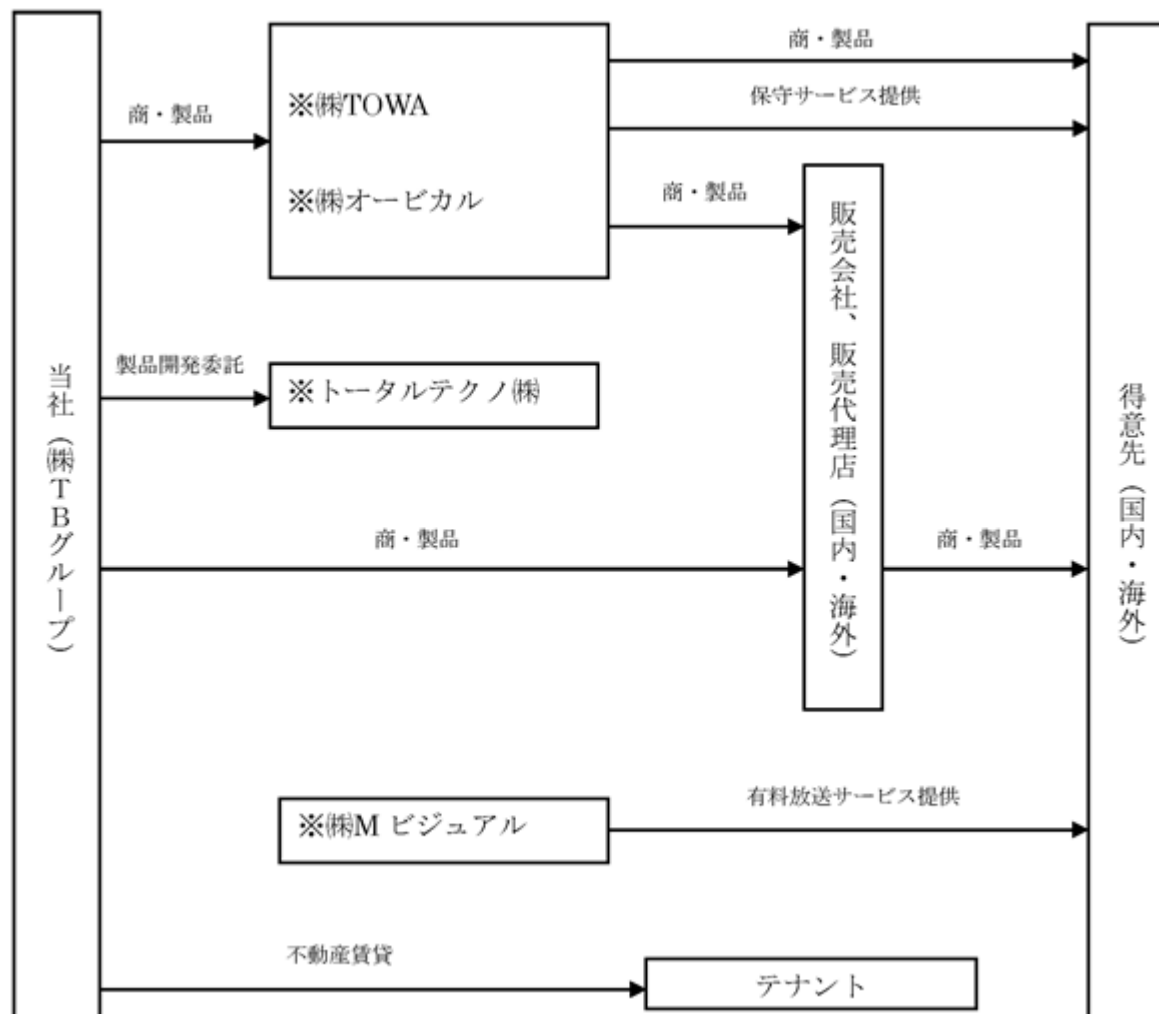 当社（㈱TBグループ）
商・製品
※㈱TOWA
※㈱オービカル
商・製品
保守サービス提供
商・製品
販売会社、販売代理店（国内・海外）
得意先（国内・海外）
製品開発委託
※トータルテクノ㈱
商・製品
商・製品
※㈱M ビジュアル
有料放送サービス提供
不動産賃貸
テナント